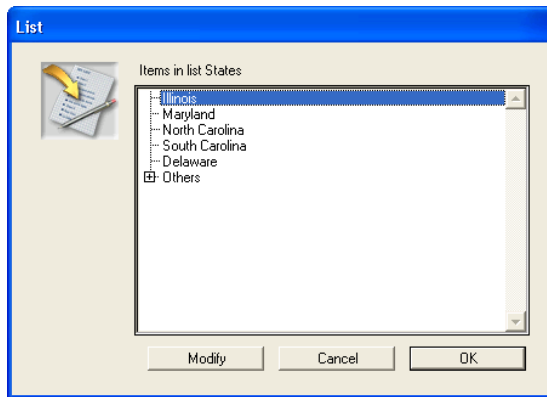 List
Items in list States
Illinois
Maryland
North Carolina
South Carolina
Delaware
Others
Modify Cancel OK